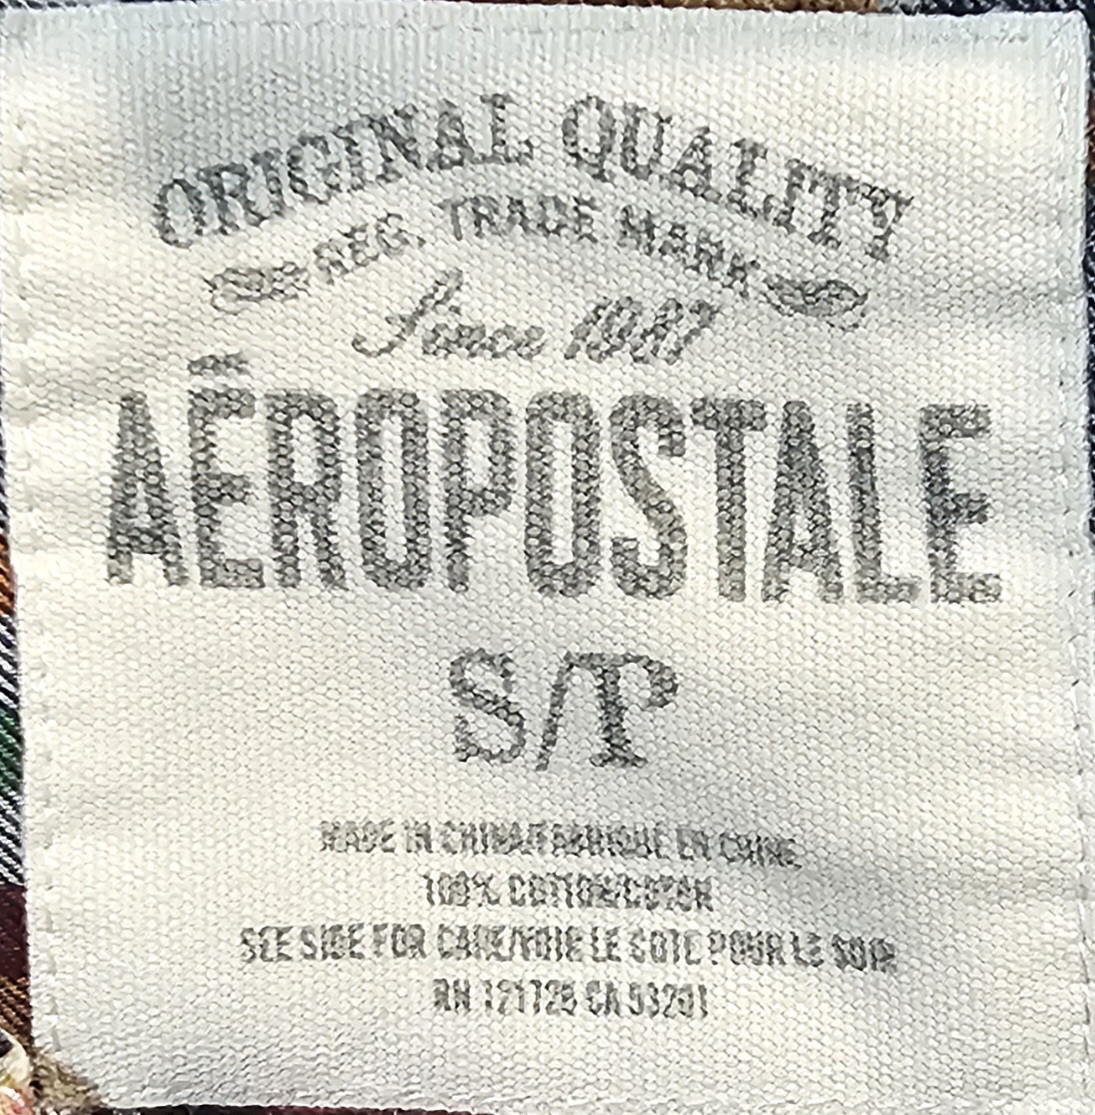 ORIGINAL QUALITY
REG. TRADE MARK
Since 1987
AÉROPOSTALE
S/P
MADE IN CHINA/FABRIQUÉ EN CHINE
100% COTTON/COTON
SEE SIDE FOR CARE/VOIR LE COTE POUR LE SOIN
RN 121728 CA 53201